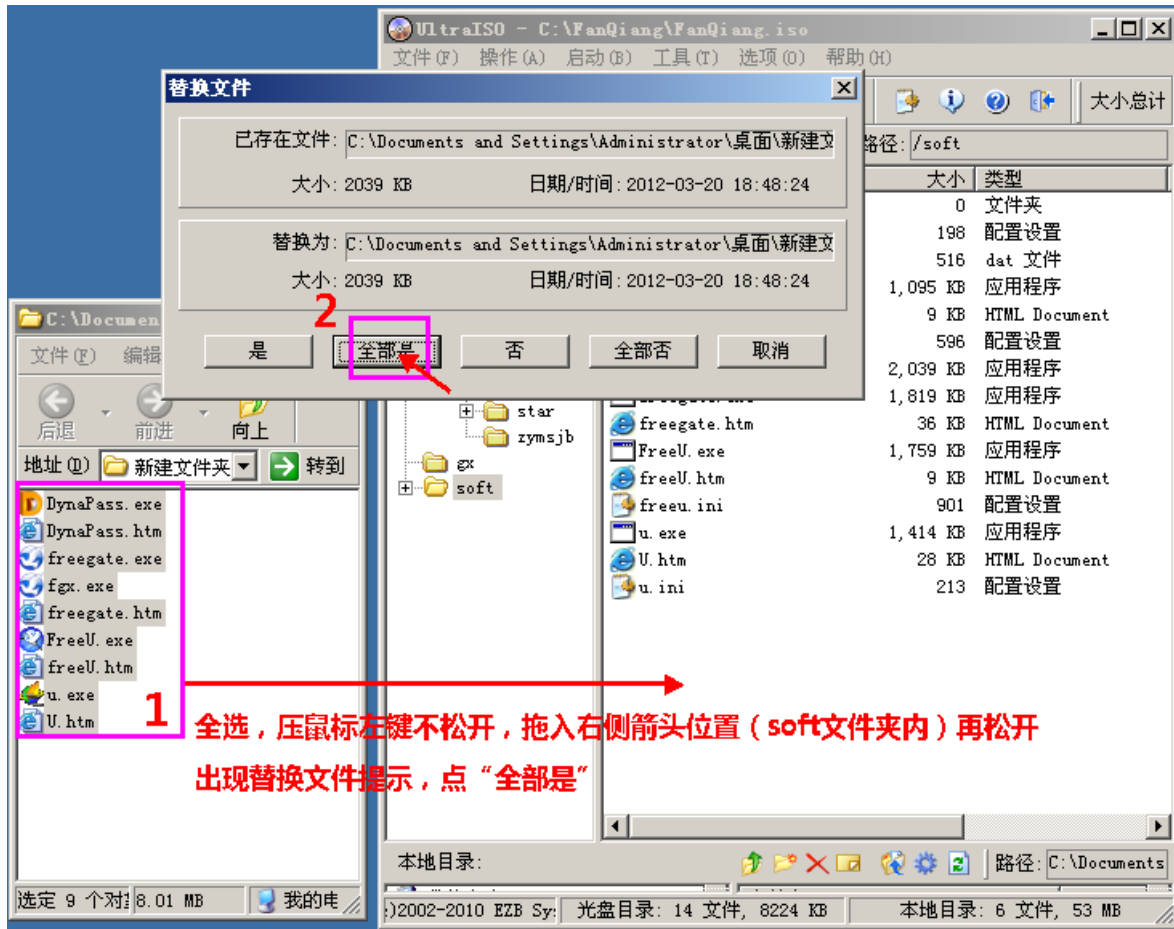 UltraISO - C:\FanQiang\FanQiang.iso
文件(F) 操作(A) 启动(B) 工具(T) 选项(O) 帮助(H)
大小总计
路径: /soft
大小 类型
0 文件夹
198 配置设置
516 dat 文件
1,095 KB 应用程序
9 KB HTML Document
596 配置设置
2,039 KB 应用程序
1,819 KB 应用程序
freegate.htm 36 KB HTML Document
FreeU.exe 1,759 KB 应用程序
freeU.htm 9 KB HTML Document
freeu.ini 901 配置设置
u.exe 1,414 KB 应用程序
U.htm 28 KB HTML Document
u.ini 213 配置设置
star
zymsjb
gx
soft
替换文件
已存在文件: C:\Documents and Settings\Administrator\桌面\新建文
大小: 2039 KB 日期/时间: 2012-03-20 18:48:24
替换为: C:\Documents and Settings\Administrator\桌面\新建文
大小: 2039 KB 日期/时间: 2012-03-20 18:48:24
2
是 全部是 否 全部否 取消
C:\Documen
文件(F) 编辑
后退 前进 向上
地址(D) 新建文件夹 转到
DynaPass.exe
DynaPass.htm
freegate.exe
fgx.exe
freegate.htm
FreeU.exe
freeU.htm
u.exe
U.htm
1
全选，压鼠标左键不松开，拖入右侧箭头位置（soft文件夹内）再松开
出现替换文件提示，点“全部是”
选定 9 个对 8.01 MB 我的电
本地目录: 路径: C:\Documents
:)2002-2010 EZB Sy: 光盘目录: 14 文件, 8224 KB 本地目录: 6 文件, 53 MB